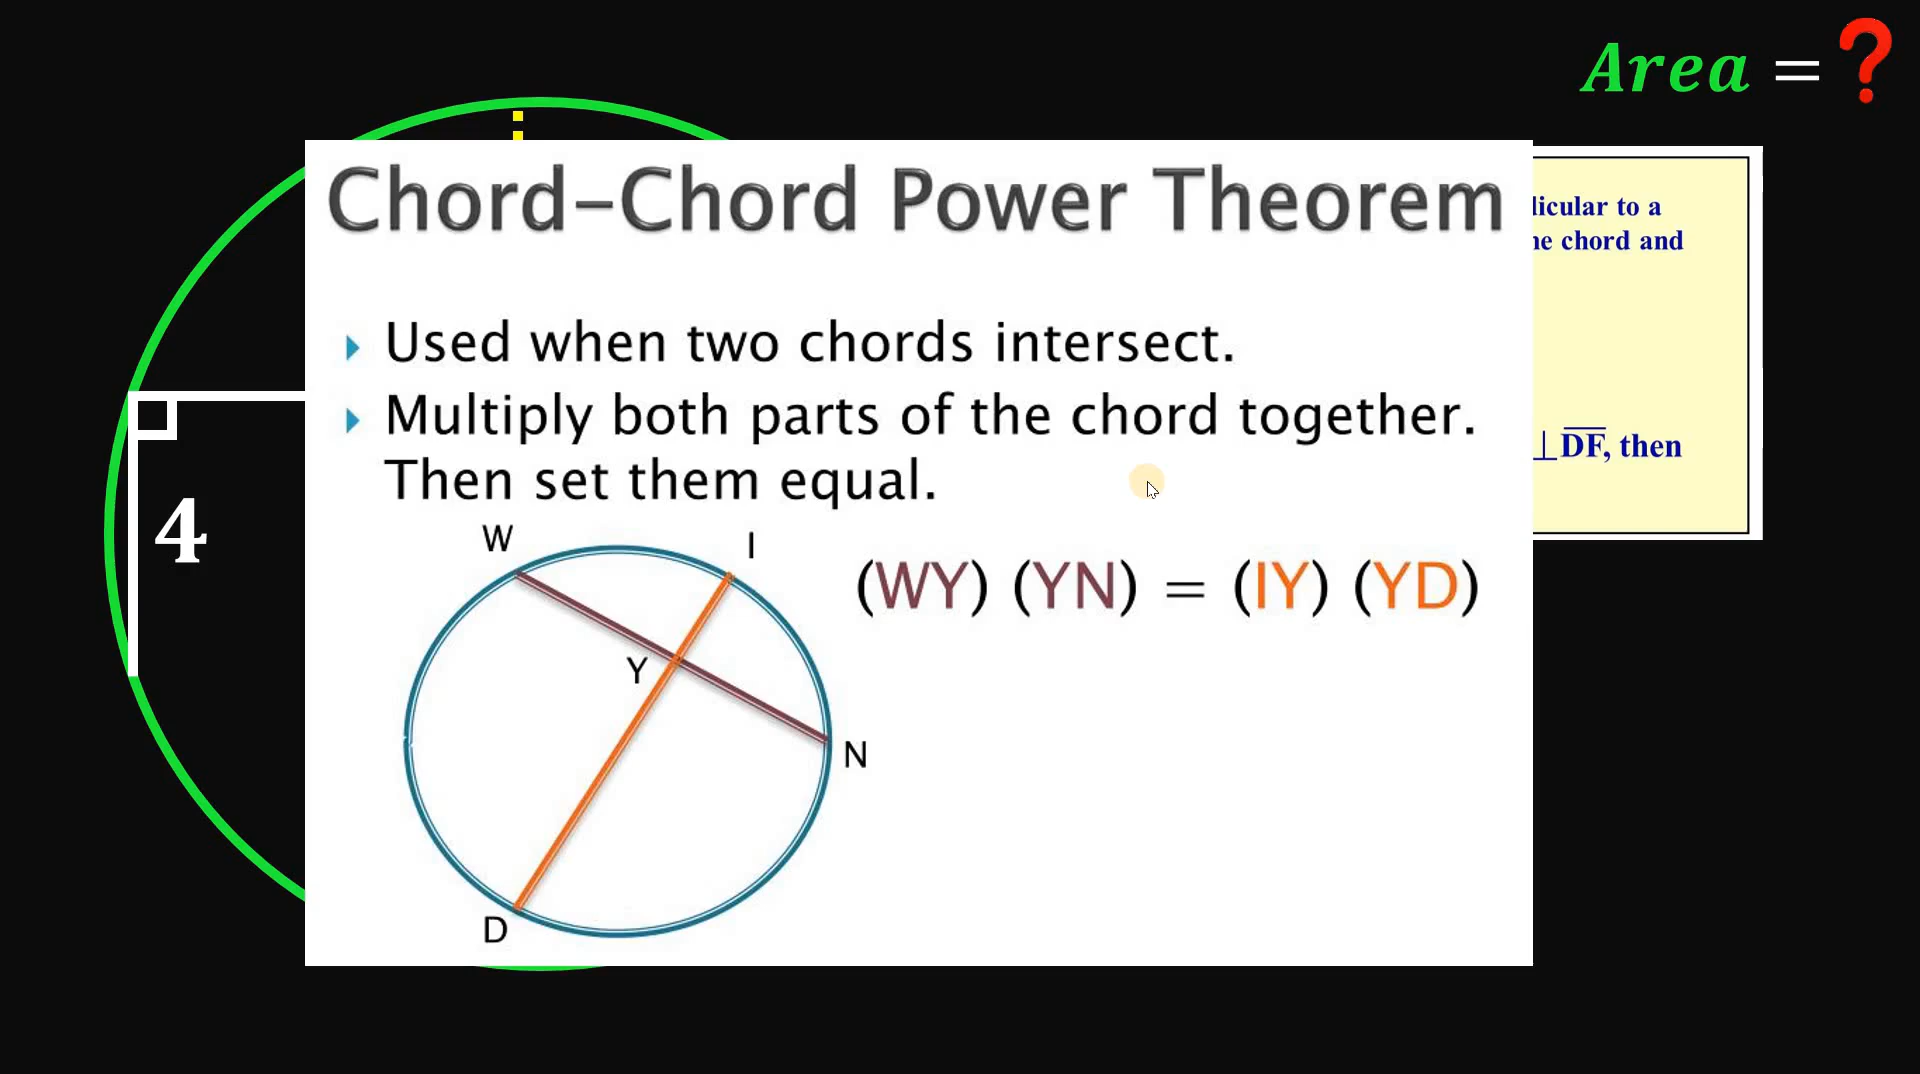 Area = ?
Chord-Chord Power Theorem
to a
chord and
Used when two chords intersect.
Multiply both parts of the chord together.
Then set them equal.
⊥ DF, then
4
W
I
(WY) (YN) = (IY) (YD)
Y
N
D